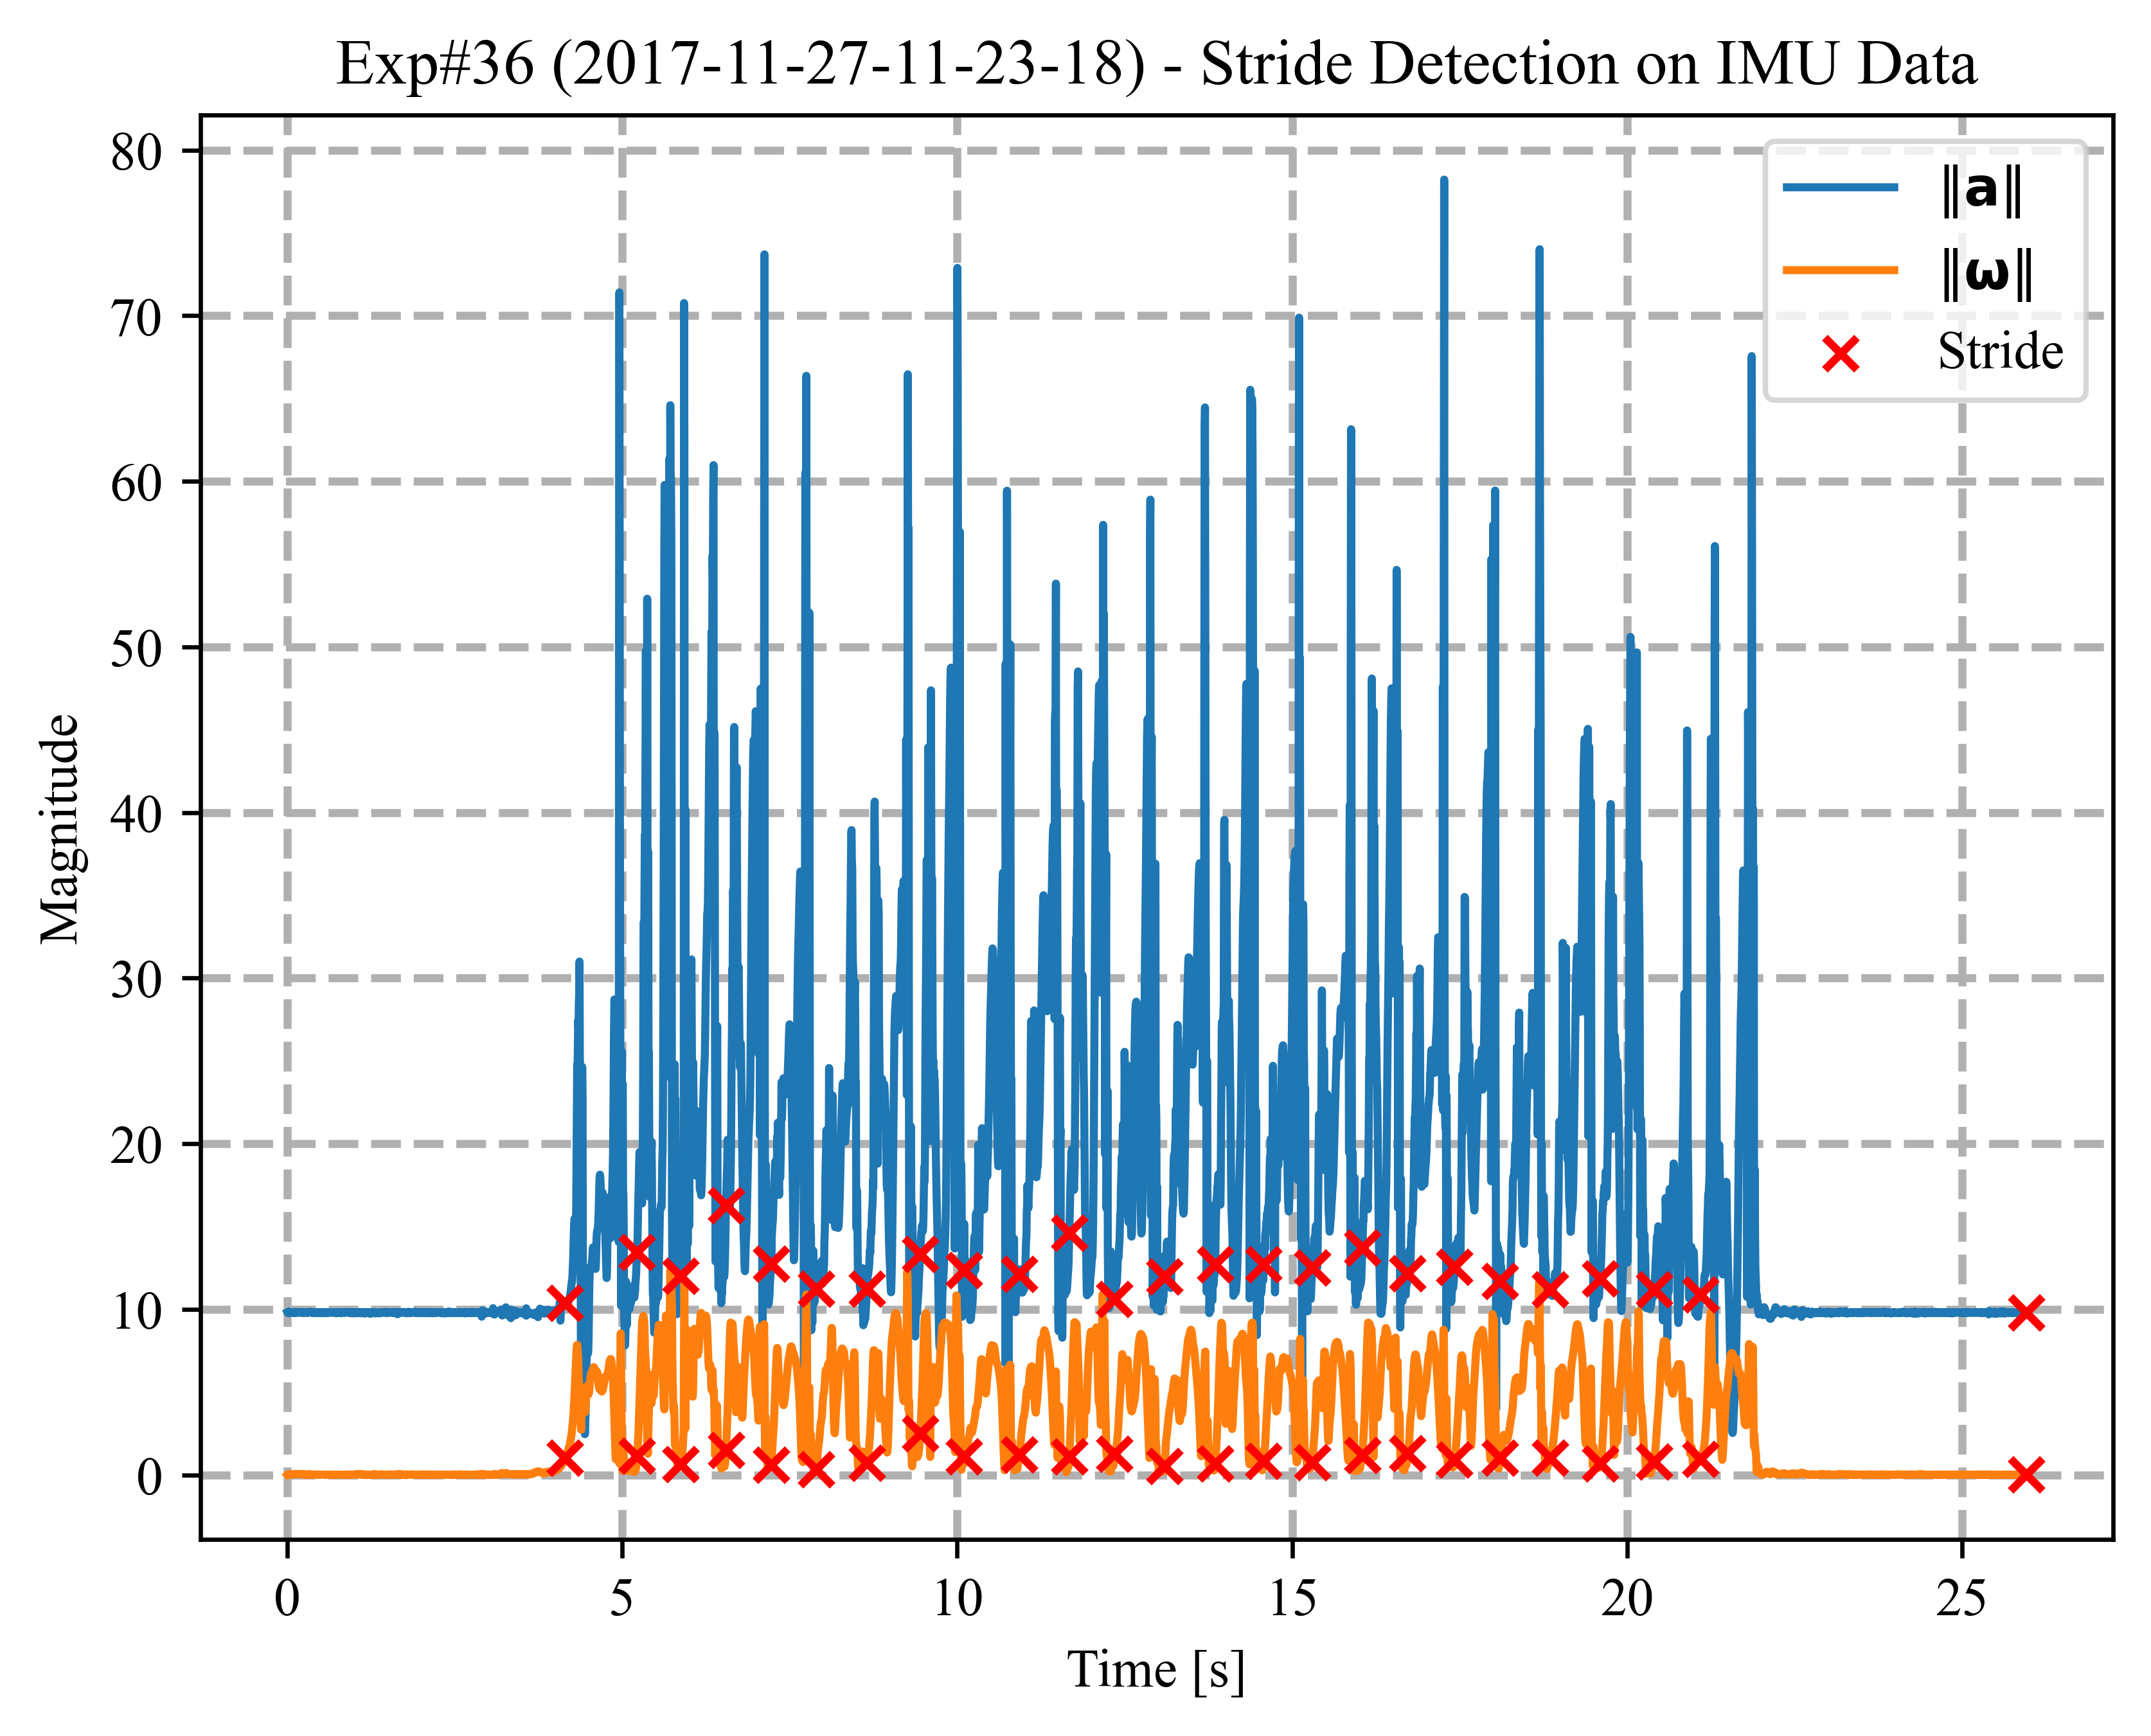 Exp#36 (2017-11-27-11-23-18) - Stride Detection on IMU Data
80
70
60
50
40
30
20
10
0
Magnitude
‖a‖
‖ω‖
Stride
0 5 10 15 20 25
Time [s]